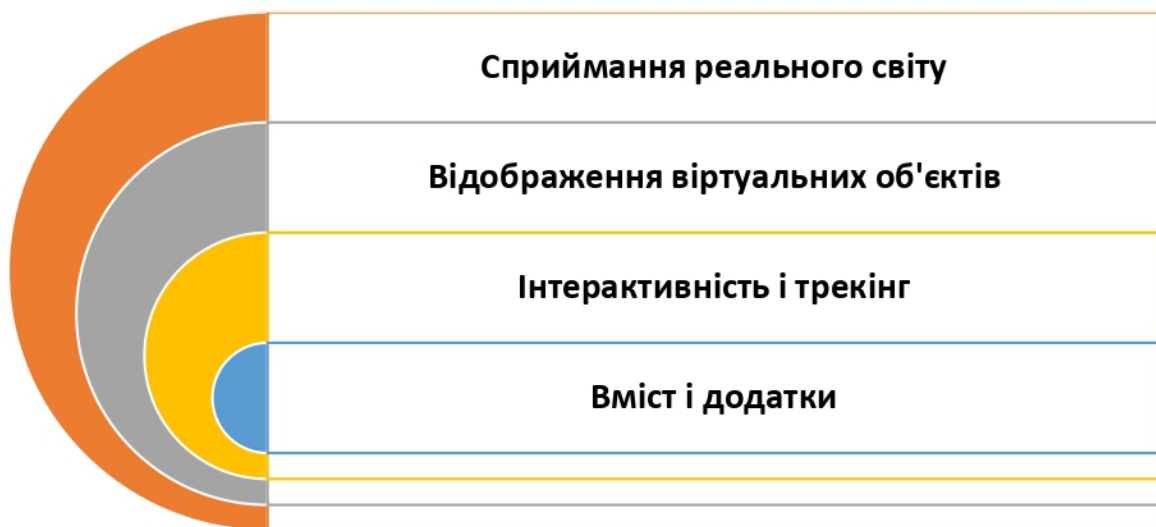 Сприймання реального світу
Відображення віртуальних об'єктів
Інтерактивність і трекінг
Вміст і додатки